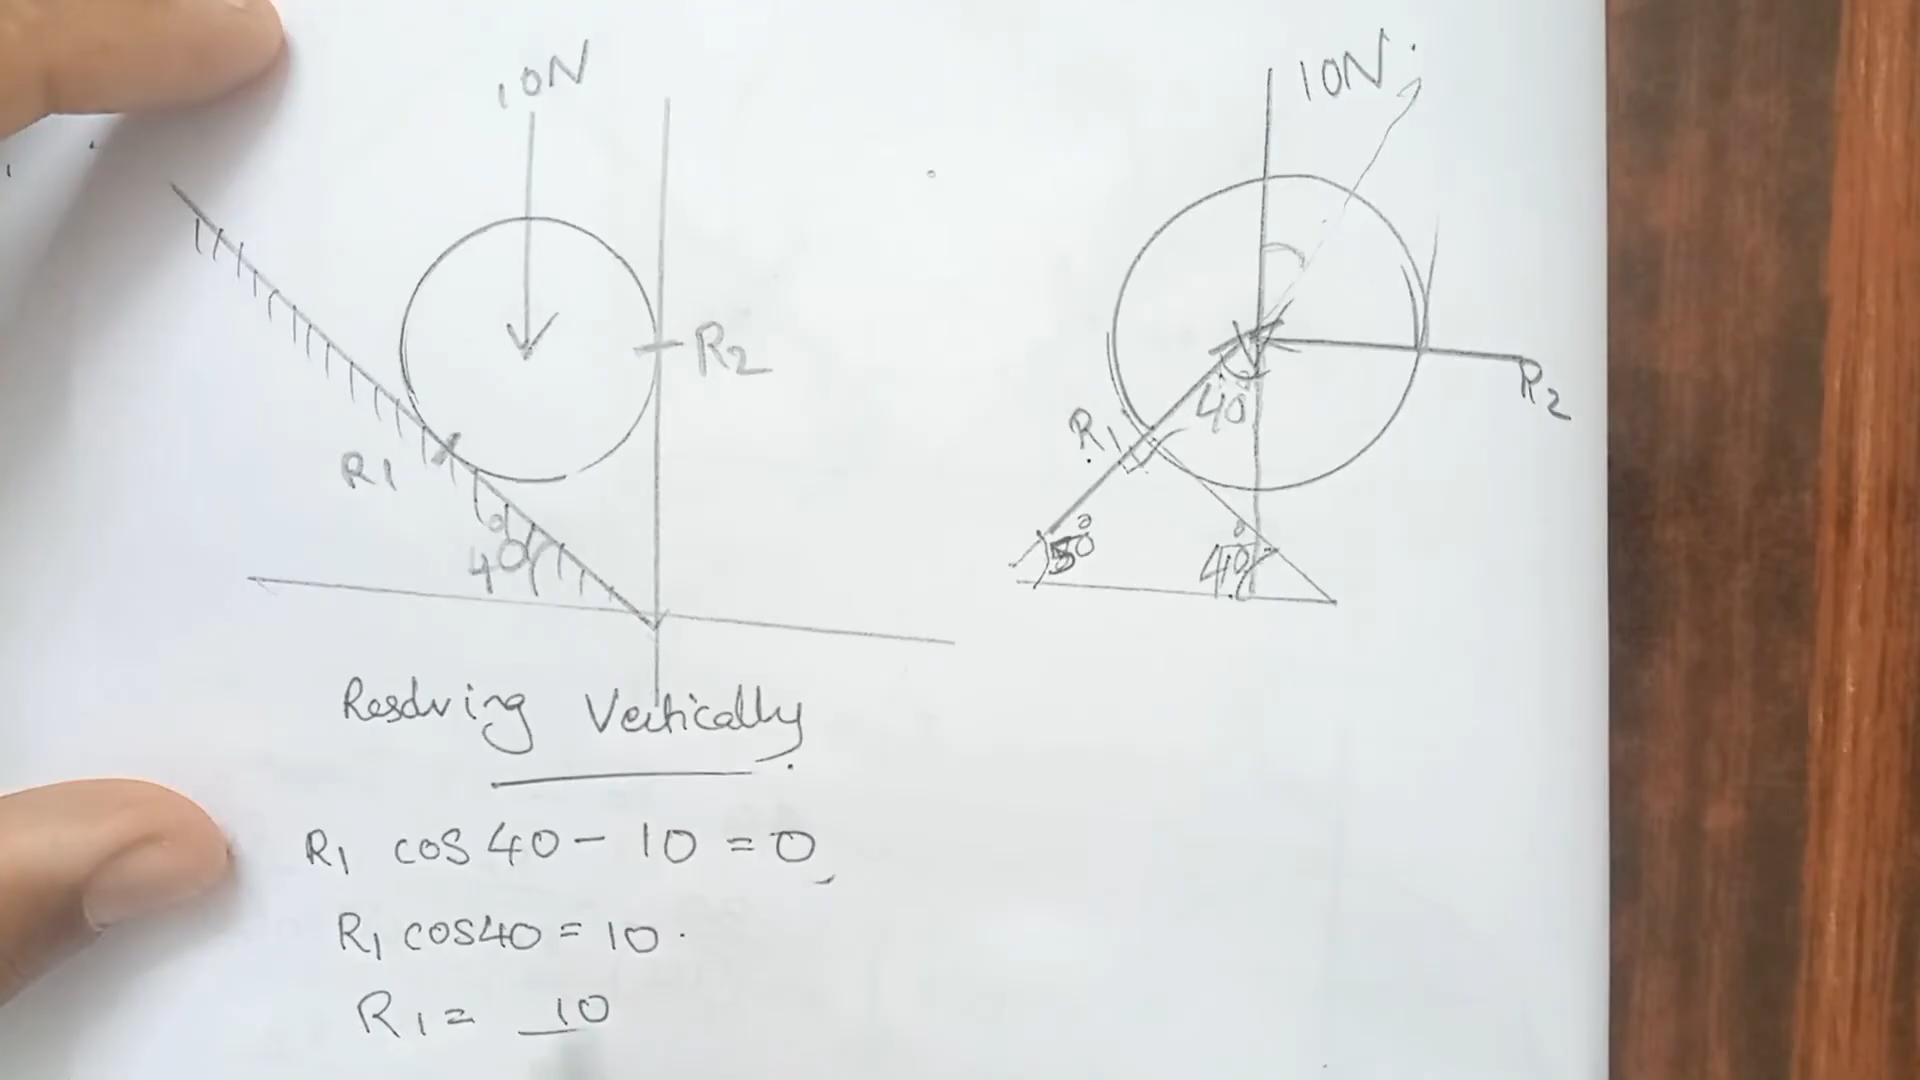 10N
R2
R1
40°
10N.
R2
R1
40
50°
40°
Resolving Vertically
R1 cos 40 - 10 = 0
R1 cos40 = 10.
R1 = 10